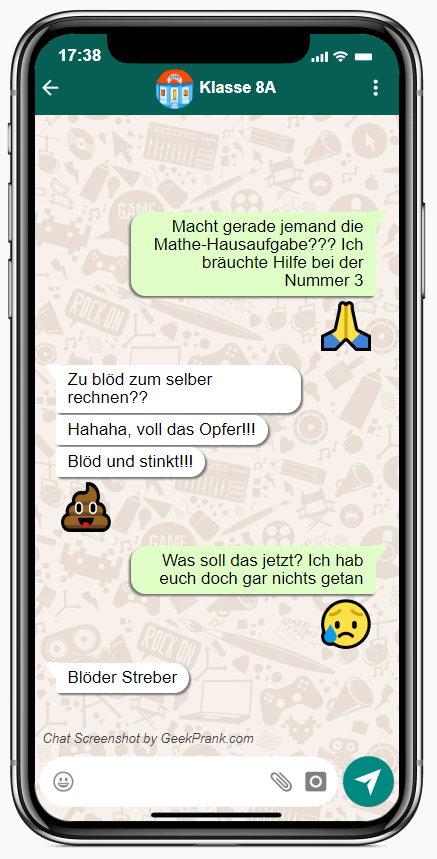 17:38
Klasse 8A
Macht gerade jemand die
Mathe-Hausaufgabe??? Ich
bräuchte Hilfe bei der
Nummer 3
Zu blöd zum selber
rechnen??
Hahaha, voll das Opfer!!!
Blöd und stinkt!!!
Was soll das jetzt? Ich hab
euch doch gar nichts getan
Blöder Streber
Chat Screenshot by GeekPrank.com